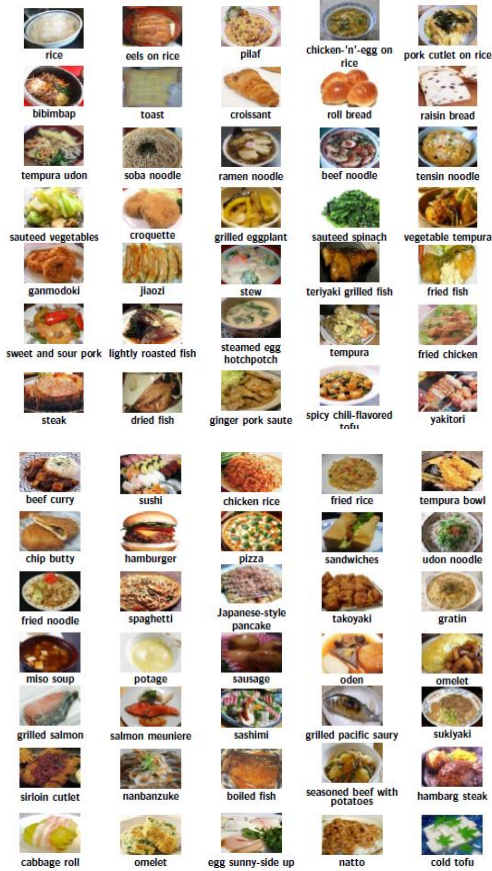 rice
eels on rice
pilaf
chicken-'n'-egg on
rice
pork cutlet on rice
bibimbap
toast
croissant
roll bread
raisin bread
tempura udon
soba noodle
ramen noodle
beef noodle
tensin noodle
sauteed vegetables
croquette
grilled eggplant
sauteed spinach
vegetable tempura
ganmodoki
jiaozi
stew
teriyaki grilled fish
fried fish
sweet and sour pork
lightly roasted fish
steamed egg
hotchpotch
tempura
fried chicken
steak
dried fish
ginger pork saute
spicy chili-flavored
tofu
yakitori
beef curry
sushi
chicken rice
fried rice
tempura bowl
chip butty
hamburger
pizza
sandwiches
udon noodle
fried noodle
spaghetti
Japanese-style
pancake
takoyaki
gratin
miso soup
potage
sausage
oden
omelet
grilled salmon
salmon meuniere
sashimi
grilled pacific saury
sukiyaki
sirloin cutlet
nanbanzuke
boiled fish
seasoned beef with
potatoes
hambarg steak
cabbage roll
omelet
egg sunny-side up
natto
cold tofu